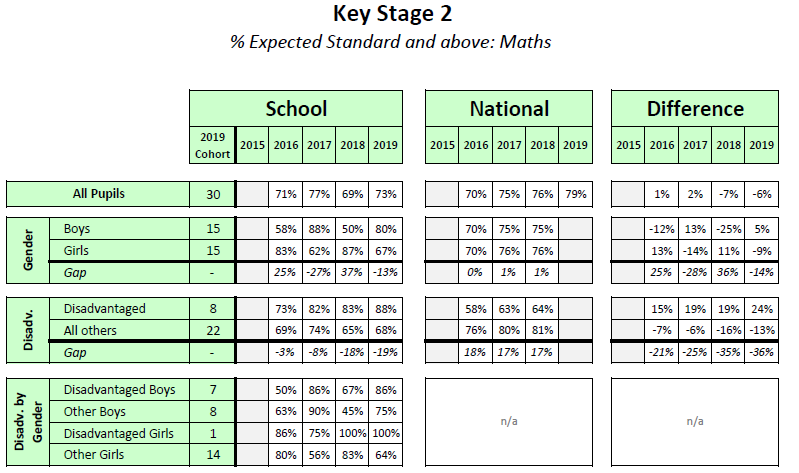 Key Stage 2
% Expected Standard and above: Maths
School National Difference
2019 Cohort 2015 2016 2017 2018 2019 2015 2016 2017 2018 2019 2015 2016 2017 2018 2019
All Pupils 30 71% 77% 69% 73% 70% 75% 76% 79% 1% 2% -7% -6%
Gender
Boys 15 58% 88% 50% 80% 70% 75% 75% -12% 13% -25% 5%
Girls 15 83% 62% 87% 67% 70% 76% 76% 13% -14% 11% -9%
Gap - 25% -27% 37% -13% 0% 1% 1% 25% -28% 36% -14%
Disadv.
Disadvantaged 8 73% 82% 83% 88% 58% 63% 64% 15% 19% 19% 24%
All others 22 69% 74% 65% 68% 76% 80% 81% -7% -6% -16% -13%
Gap - -3% -8% -18% -19% 18% 17% 17% -21% -25% -35% -36%
Disadv. by
Gender
Disadvantaged Boys 7 50% 86% 67% 86%
Other Boys 8 63% 90% 45% 75%
n/a n/a
Disadvantaged Girls 1 86% 75% 100% 100%
Other Girls 14 80% 56% 83% 64%